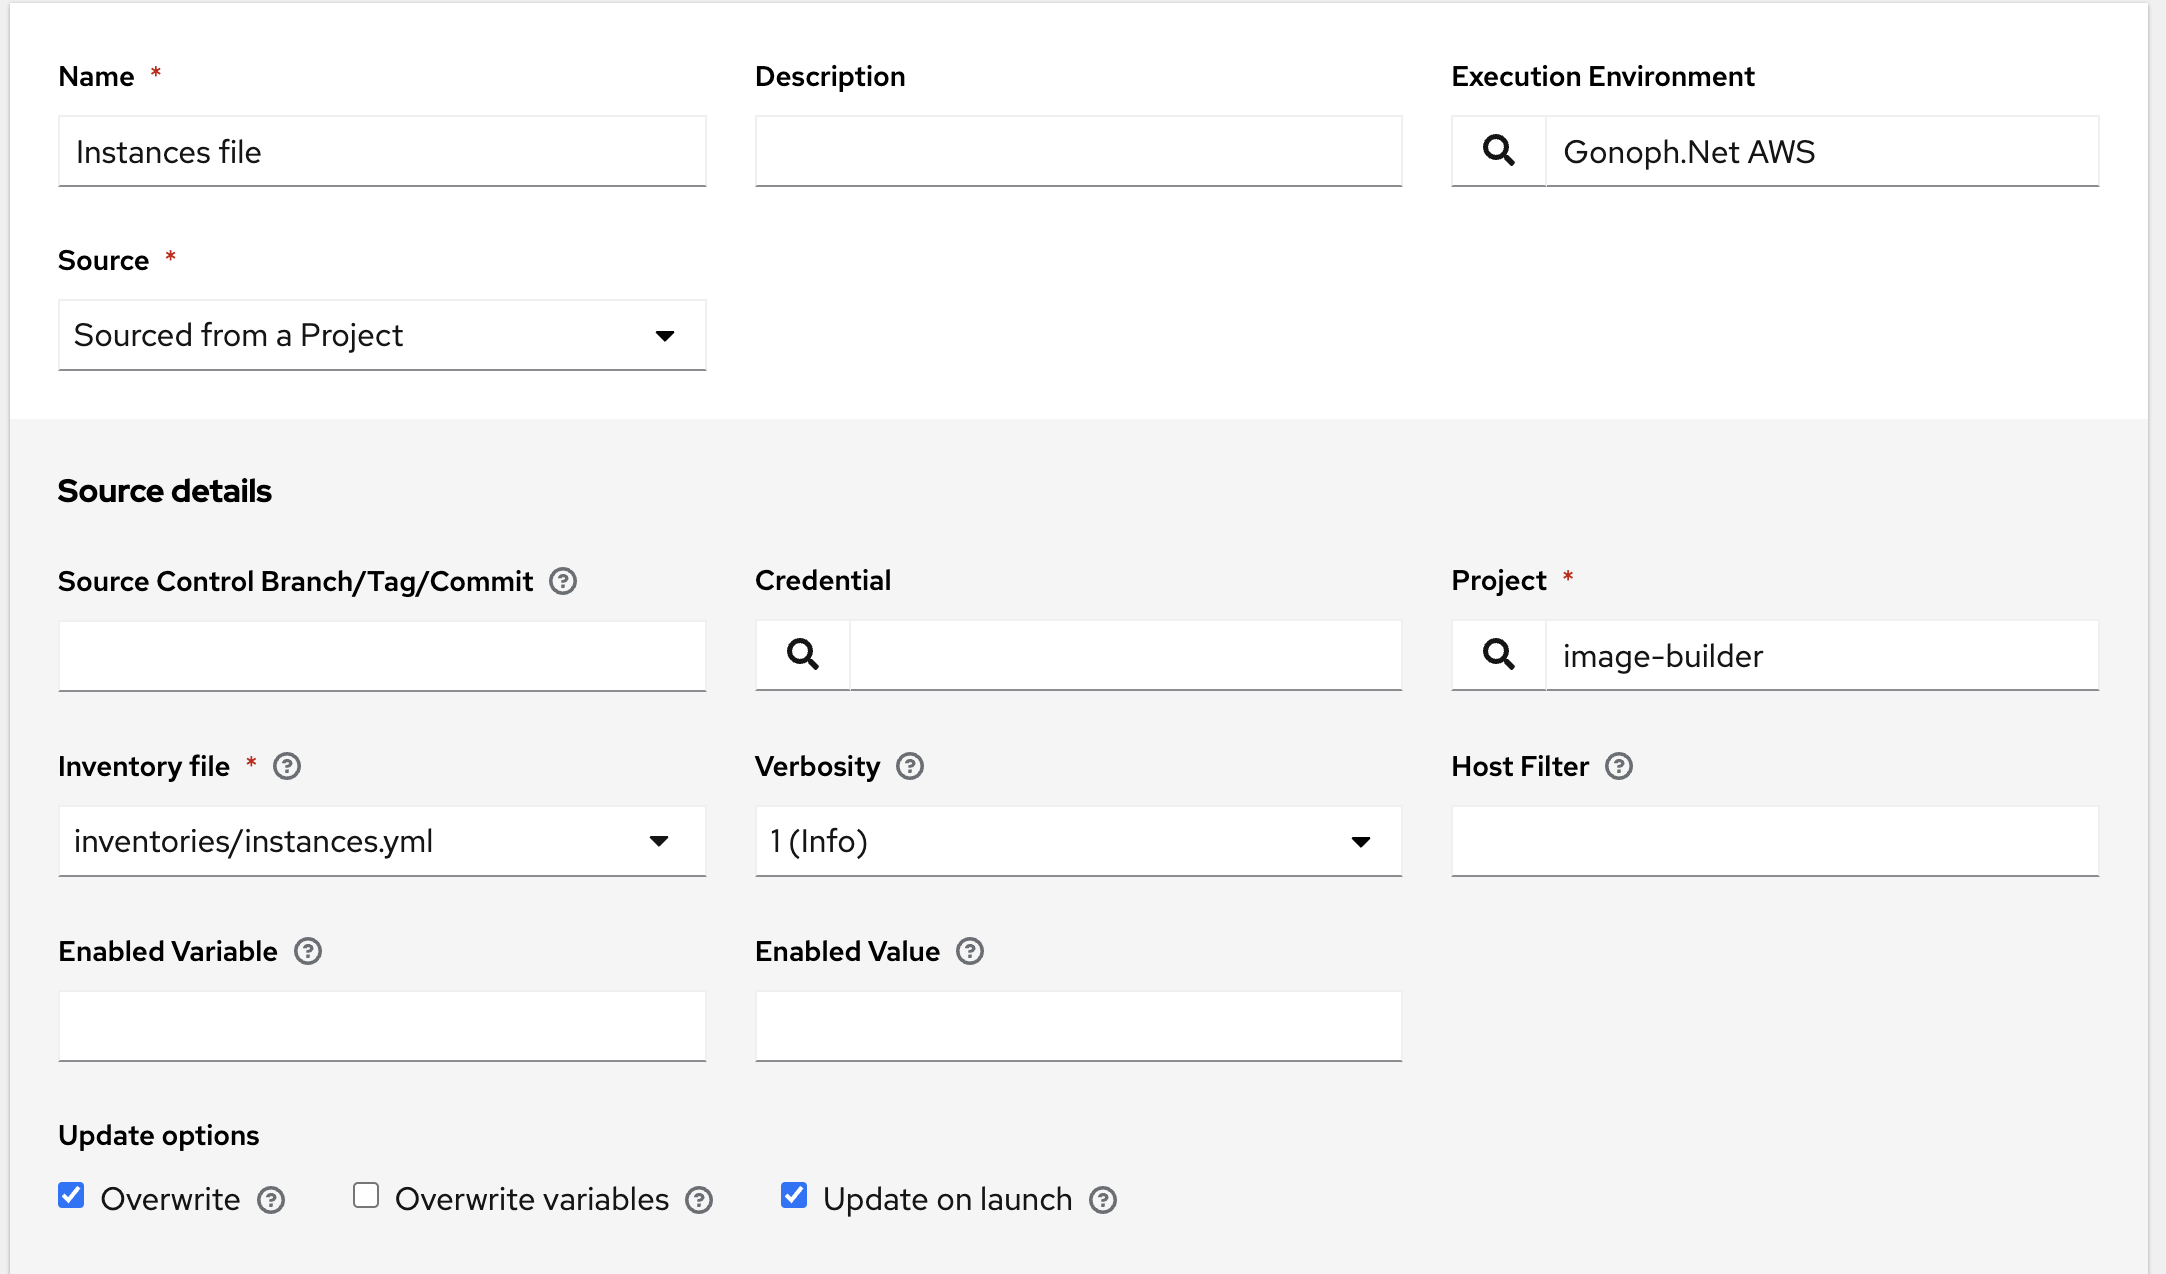 Name *
Description
Execution Environment
Instances file
Gonoph.Net AWS
Source *
Sourced from a Project
Source details
Source Control Branch/Tag/Commit ?
Credential
Project *
image-builder
Inventory file * ?
Verbosity ?
Host Filter ?
inventories/instances.yml
1 (Info)
Enabled Variable ?
Enabled Value ?
Update options
Overwrite ?
Overwrite variables ?
Update on launch ?